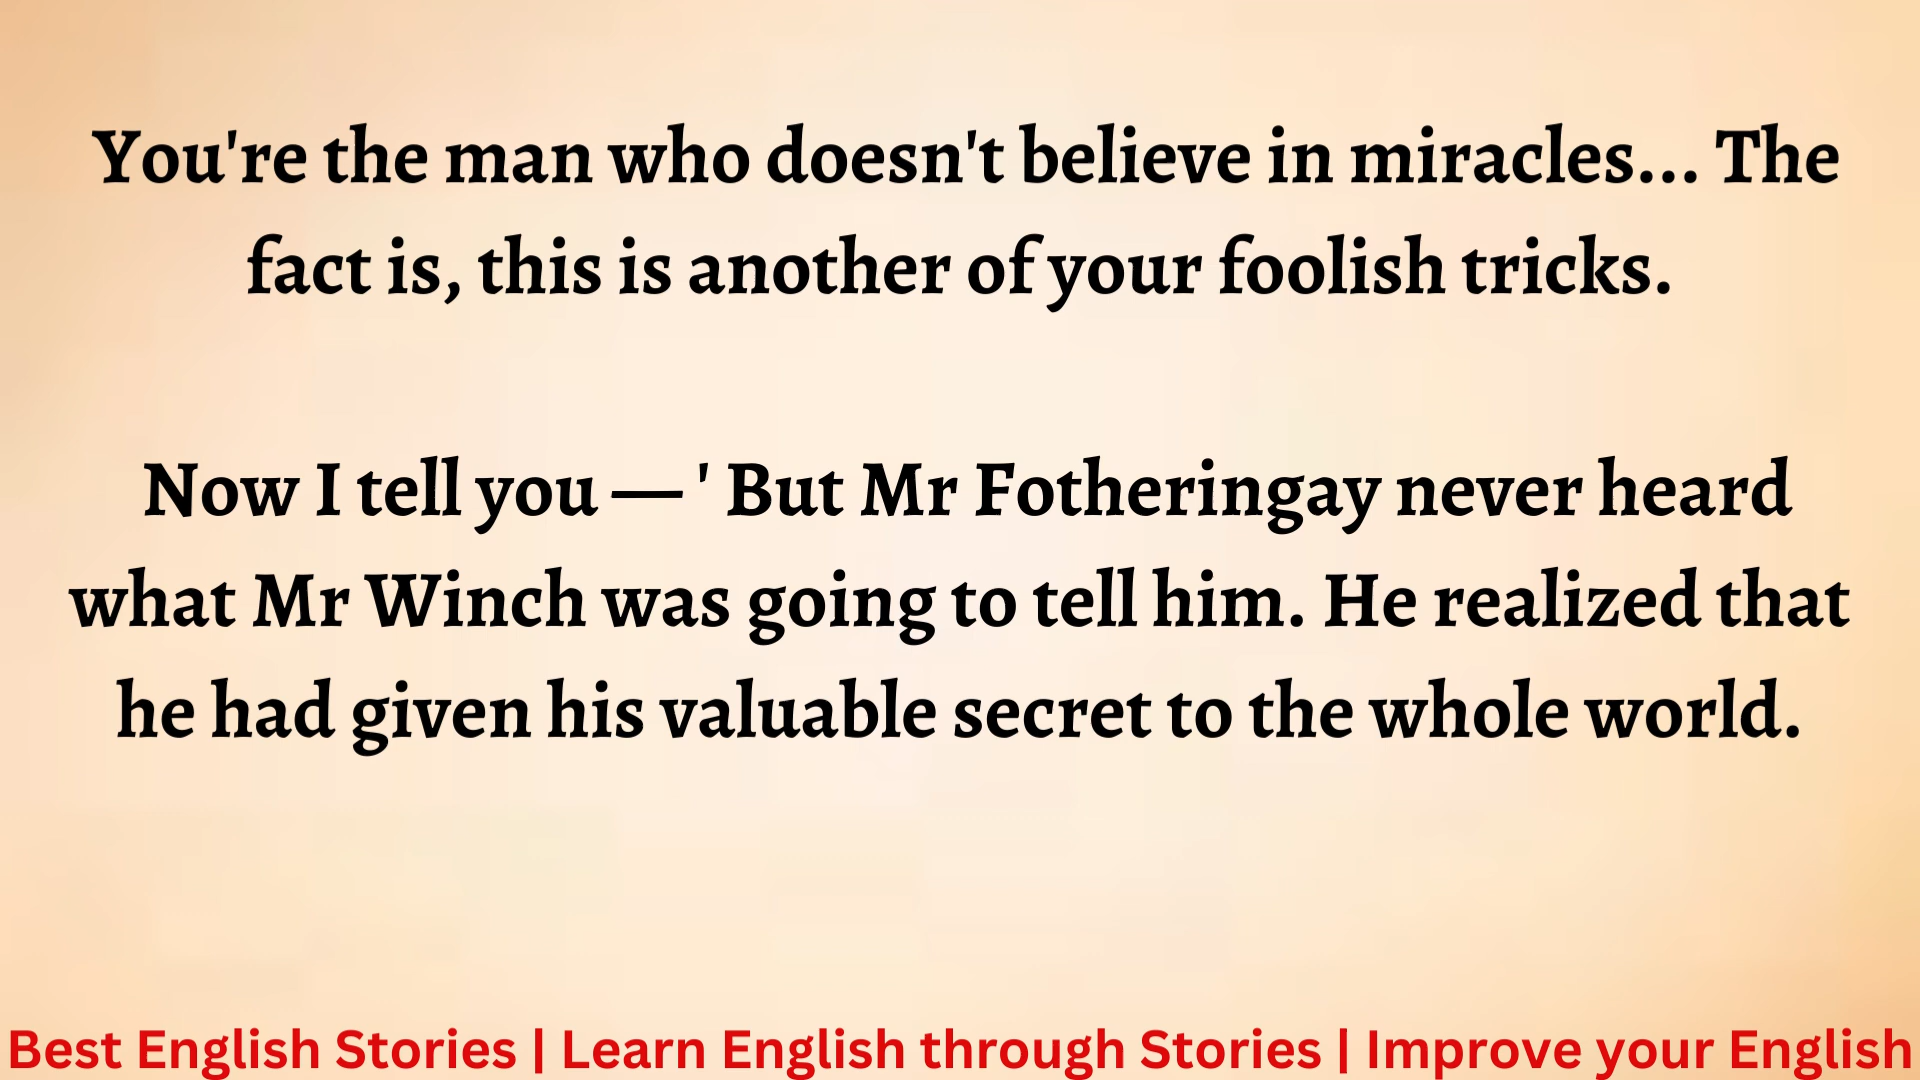 You're the man who doesn't believe in miracles... The
fact is, this is another of your foolish tricks.
Now I tell you — ' But Mr Fotheringay never heard
what Mr Winch was going to tell him. He realized that
he had given his valuable secret to the whole world.
Best English Stories | Learn English through Stories | Improve your English